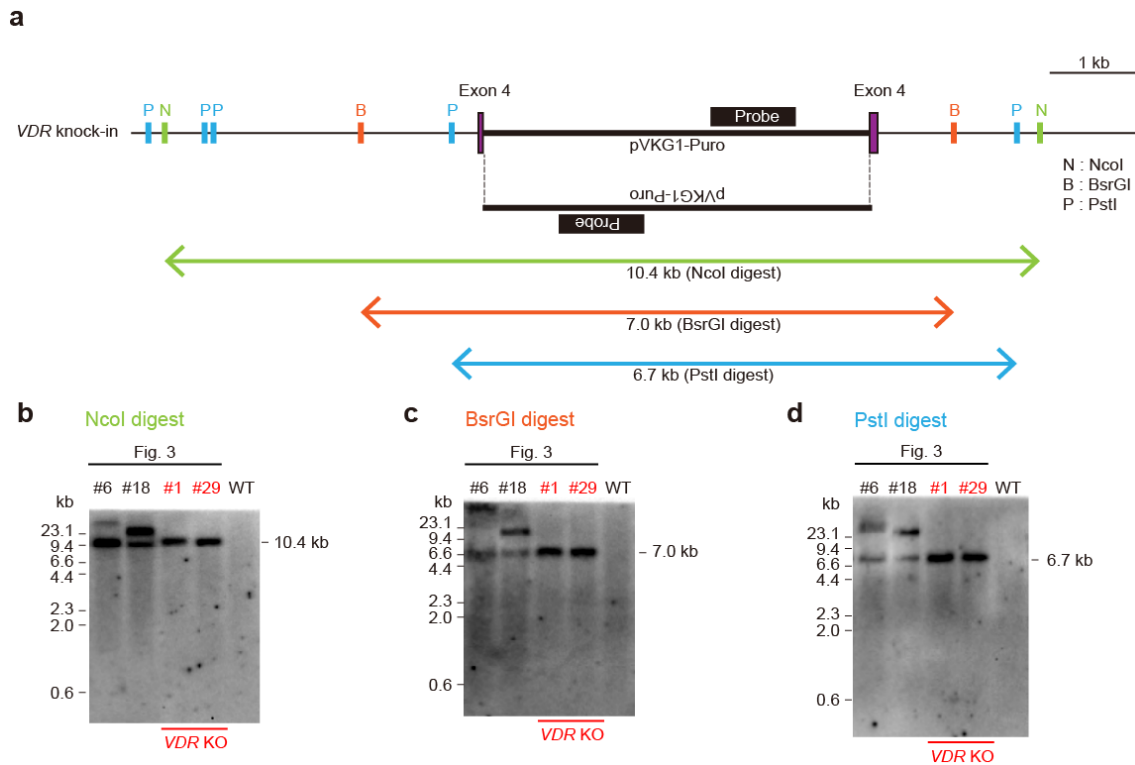 a
1 kb
Exon 4
Exon 4
P N P P B P B P N
Probe
VDR knock-in
pVKG1-Puro
N : NcoI
B : BsrGI
P : PstI
pVKG1-Puro
Probe
10.4 kb (NcoI digest)
7.0 kb (BsrGI digest)
6.7 kb (PstI digest)
b
NcoI digest
Fig. 3
#6 #18 #1 #29 WT
kb
23.1
9.4
6.6
4.4
2.3
2.0
0.6
10.4 kb
VDR KO
c
BsrGI digest
Fig. 3
#6 #18 #1 #29 WT
kb
23.1
9.4
6.6
4.4
2.3
2.0
0.6
7.0 kb
VDR KO
d
PstI digest
Fig. 3
#6 #18 #1 #29 WT
kb
23.1
9.4
6.6
4.4
2.3
2.0
0.6
6.7 kb
VDR KO